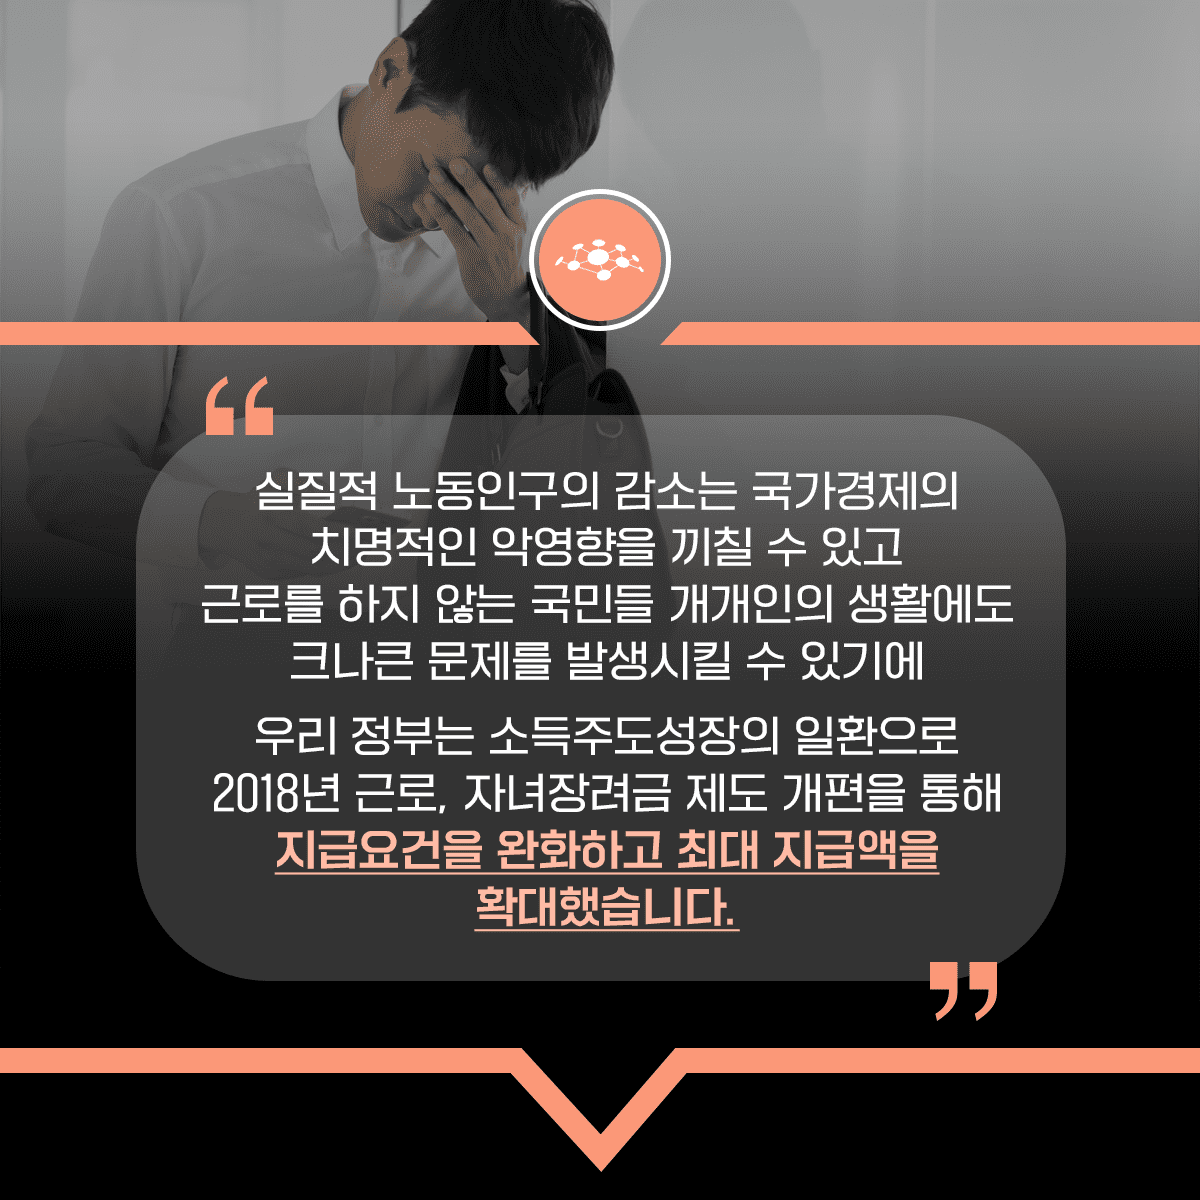 실질적 노동인구의 감소는 국가경제의
치명적인 악영향을 끼칠 수 있고
근로를 하지 않는 국민들 개개인의 생활에도
크나큰 문제를 발생시킬 수 있기에
우리 정부는 소득주도성장의 일환으로
2018년 근로, 자녀장려금 제도 개편을 통해
지급요건을 완화하고 최대 지급액을
확대했습니다.